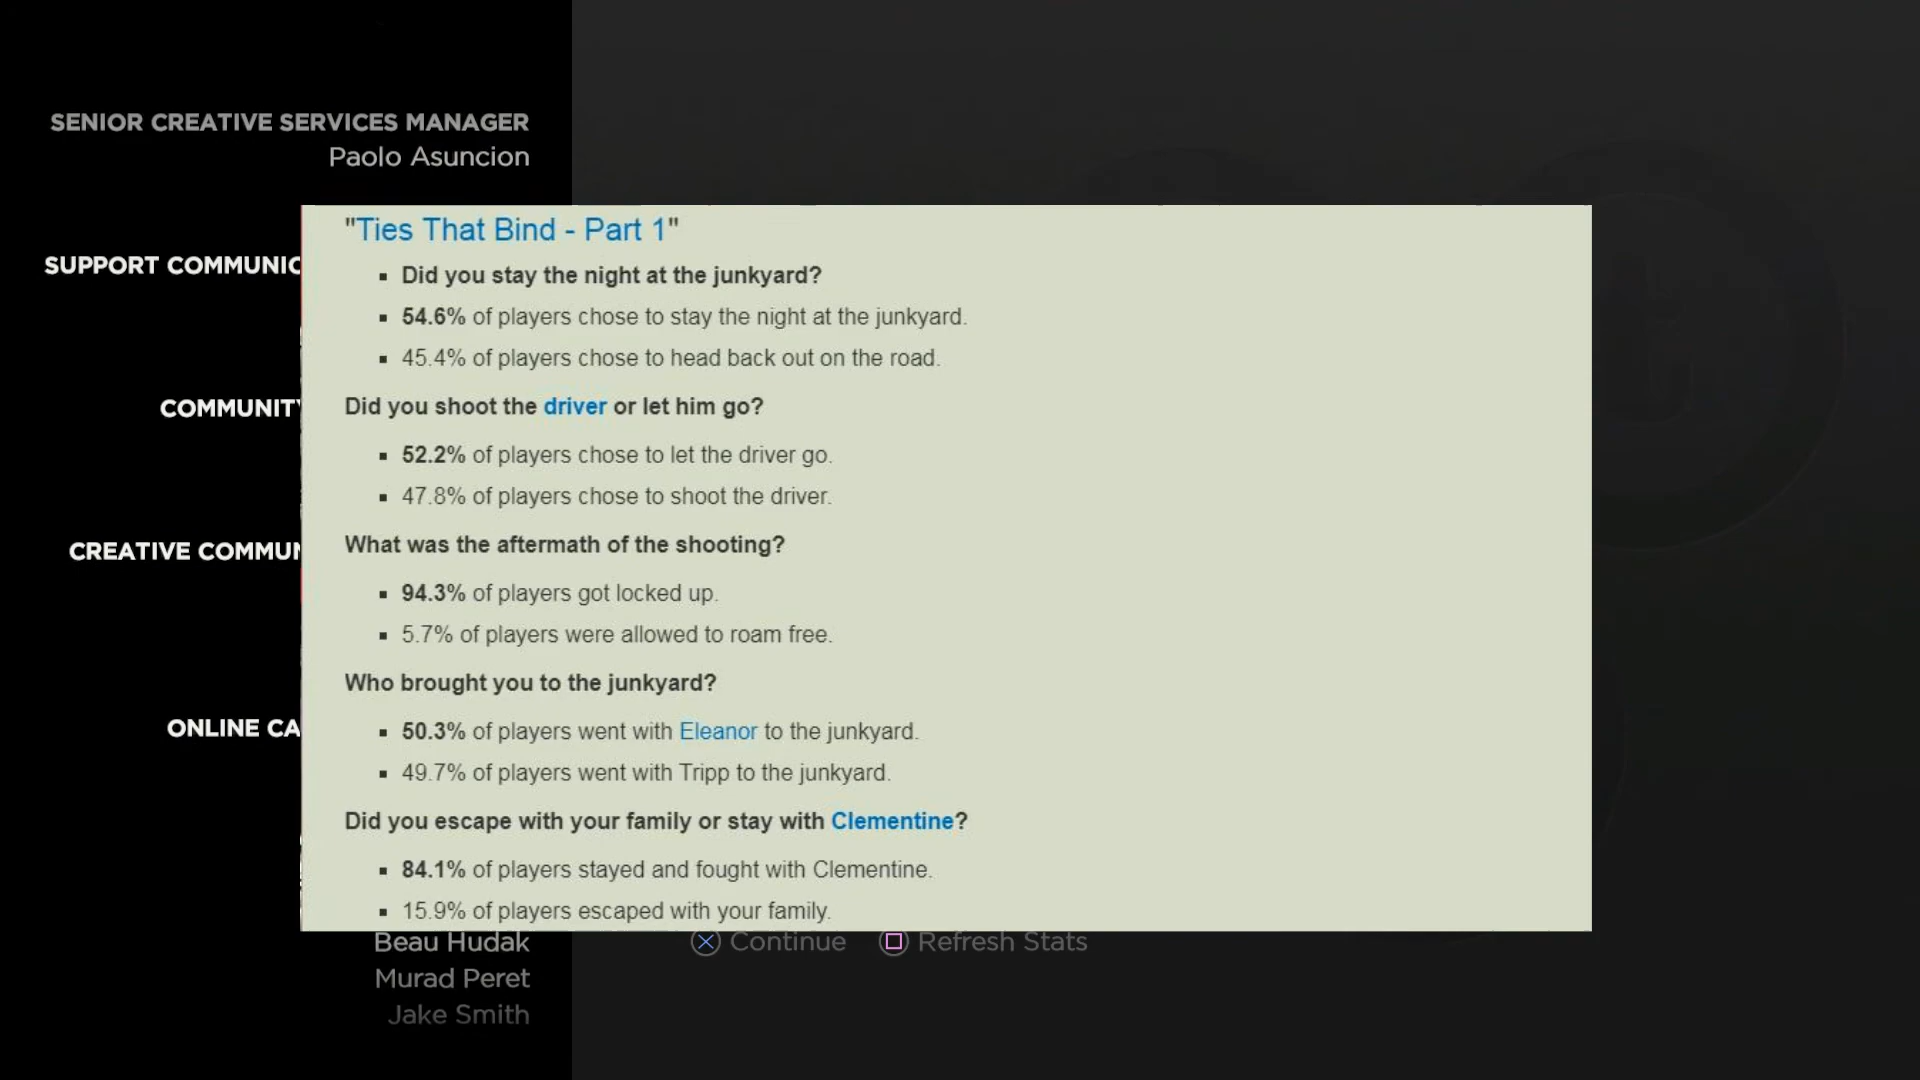 SENIOR CREATIVE SERVICES MANAGER
Paolo Asuncion
SUPPORT COMMUNIC
COMMUNITY
CREATIVE COMMUN
ONLINE CA
"Ties That Bind - Part 1"
▪ Did you stay the night at the junkyard?
▪ 54.6% of players chose to stay the night at the junkyard.
▪ 45.4% of players chose to head back out on the road.
Did you shoot the driver or let him go?
▪ 52.2% of players chose to let the driver go.
▪ 47.8% of players chose to shoot the driver.
What was the aftermath of the shooting?
▪ 94.3% of players got locked up.
▪ 5.7% of players were allowed to roam free.
Who brought you to the junkyard?
▪ 50.3% of players went with Eleanor to the junkyard.
▪ 49.7% of players went with Tripp to the junkyard.
Did you escape with your family or stay with Clementine?
▪ 84.1% of players stayed and fought with Clementine.
▪ 15.9% of players escaped with your family.
Beau Hudak
Murad Peret
Jake Smith
Continue
Refresh Stats